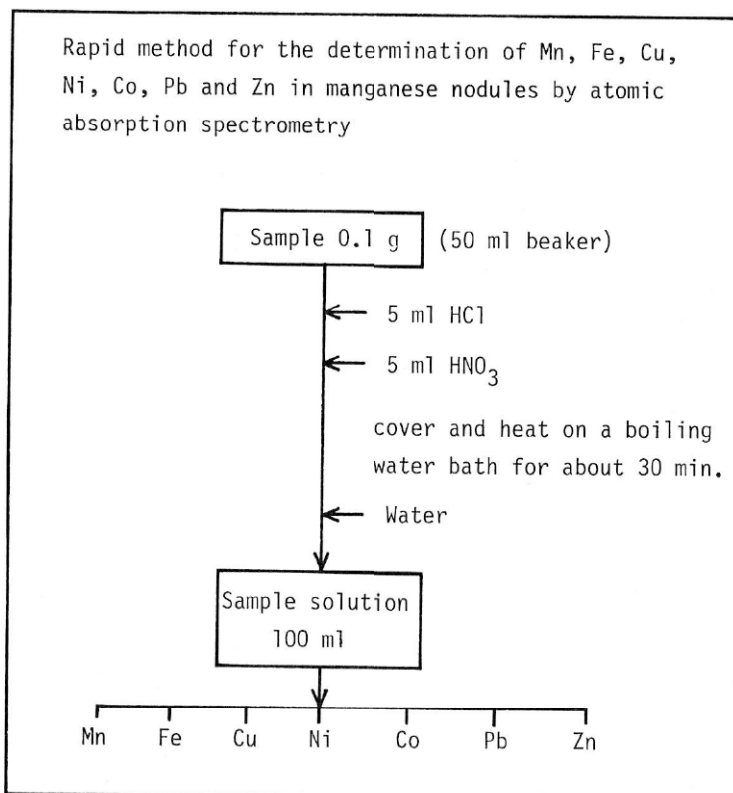 Rapid method for the determination of Mn, Fe, Cu,
Ni, Co, Pb and Zn in manganese nodules by atomic
absorption spectrometry
Sample 0.1 g (50 ml beaker)
5 ml HCl
5 ml HNO3
cover and heat on a boiling
water bath for about 30 min.
Water
Sample solution
100 ml
Mn Fe Cu Ni Co Pb Zn